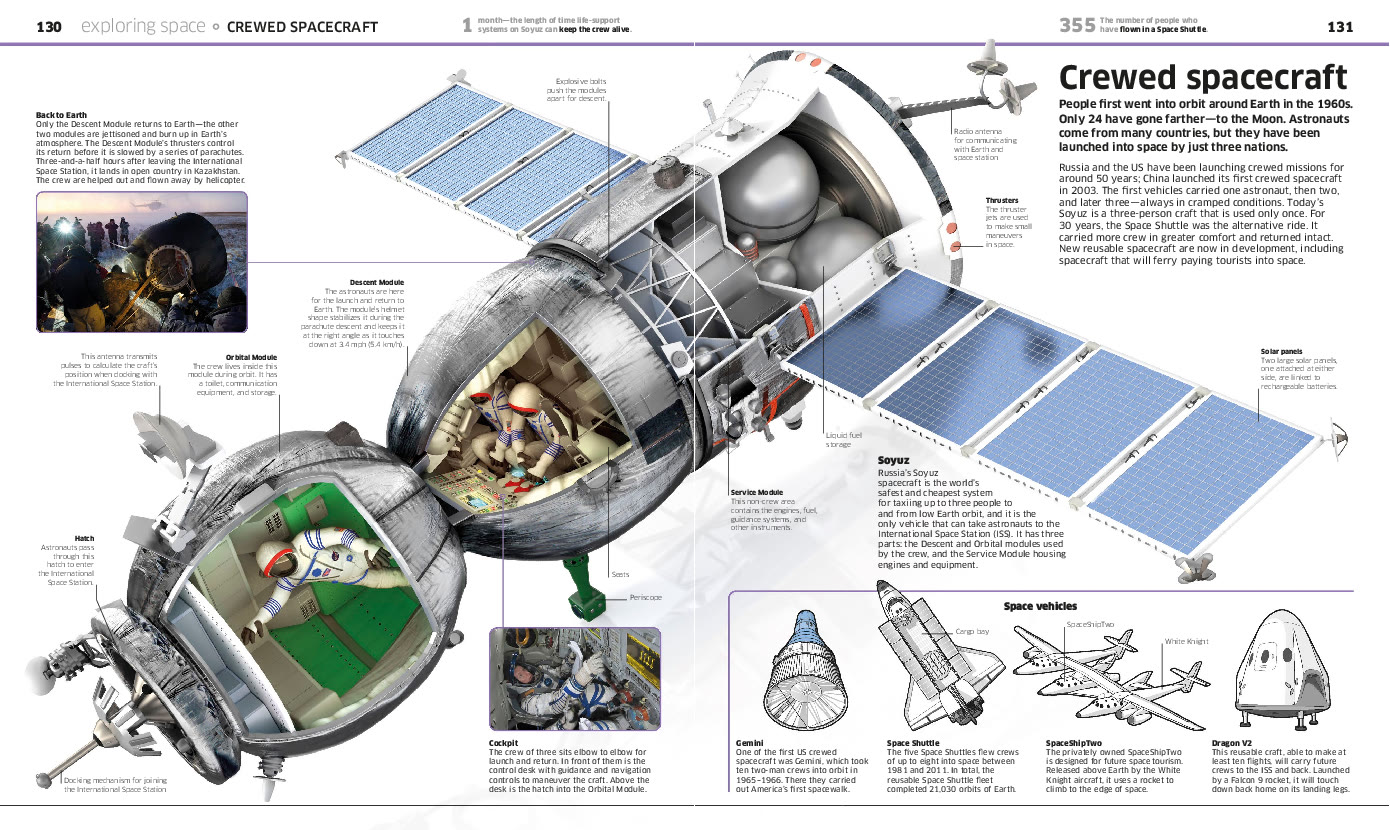 130 exploring space CREWED SPACECRAFT
1 month—the length of time life-support
systems on Soyuz can keep the crew alive.
355 The number of people who
have flown in a Space Shuttle.
131
Crewed spacecraft
People first went into orbit around Earth in the 1960s.
Only 24 have gone farther—to the Moon. Astronauts
come from many countries, but they have been
launched into space by just three nations.
Russia and the US have been launching crewed missions for
around 50 years; China launched its first crewed spacecraft
in 2003. The first vehicles carried one astronaut, then two,
and later three—always in cramped conditions. Today's
Soyuz is a three-person craft that is used only once. For
30 years, the Space Shuttle was the alternative ride. It
carried more crew in greater comfort and returned intact.
New reusable spacecraft are now in development, including
spacecraft that will ferry paying tourists into space.
Back to Earth
Only the Descent Module returns to Earth—the other
two modules are jettisoned and burn up in Earth's
atmosphere. The Descent Module's thrusters control
its return before it is slowed by a series of parachutes.
Three-and-a-half hours after leaving the International
Space Station, it lands in open country in Kazakhstan.
The crew are helped out and flown away by helicopter.
Explosive bolts
push the modules
apart for descent.
Radio antenna
for communicating
with Earth and
space station
Thrusters
The thruster
jets are used
to make small
maneuvers
in space.
Descent Module
The astronauts are here
for the launch and return to
Earth. The module's helmet
shape stabilizes it during the
parachute descent and keeps it
at the right angle as it touches
down at 3.4 mph (5.4 km/h).
This antenna transmits
pulses to calculate the craft's
position when docking with
the International Space Station.
Orbital Module
The crew lives inside this
module during orbit. It has
a toilet, communication
equipment, and storage.
Solar panels
Two large solar panels,
one attached at either
side, are linked to
rechargeable batteries.
Liquid fuel
storage
Service Module
This non-crew area
contains the engines, fuel,
guidance systems, and
other instruments.
Soyuz
Russia's Soyuz
spacecraft is the world's
safest and cheapest system
for taxiing up to three people to
and from low Earth orbit, and it is the
only vehicle that can take astronauts to the
International Space Station (ISS). It has three
parts: the Descent and Orbital modules used
by the crew, and the Service Module housing
engines and equipment.
Hatch
Astronauts pass
through this
hatch to enter
the International
Space Station.
Seats
Periscope
Docking mechanism for joining
the International Space Station
Cockpit
The crew of three sits elbow to elbow for
launch and return. In front of them is the
control desk with guidance and navigation
controls to maneuver the craft. Above the
desk is the hatch into the Orbital Module.
Space vehicles
Cargo bay
SpaceShipTwo
White Knight
Gemini
One of the first US crewed
spacecraft was Gemini, which took
ten two-man crews into orbit in
1965–1966. There they carried
out America's first spacewalk.
Space Shuttle
The five Space Shuttles flew crews
of up to eight into space between
1981 and 2011. In total, the
reusable Space Shuttle fleet
completed 21,030 orbits of Earth.
SpaceShipTwo
The privately owned SpaceShipTwo
is designed for future space tourism.
Released above Earth by the White
Knight aircraft, it uses a rocket to
climb to the edge of space.
Dragon V2
This reusable craft, able to make at
least ten flights, will carry future
crews to the ISS and back. Launched
by a Falcon 9 rocket, it will touch
down back home on its landing legs.